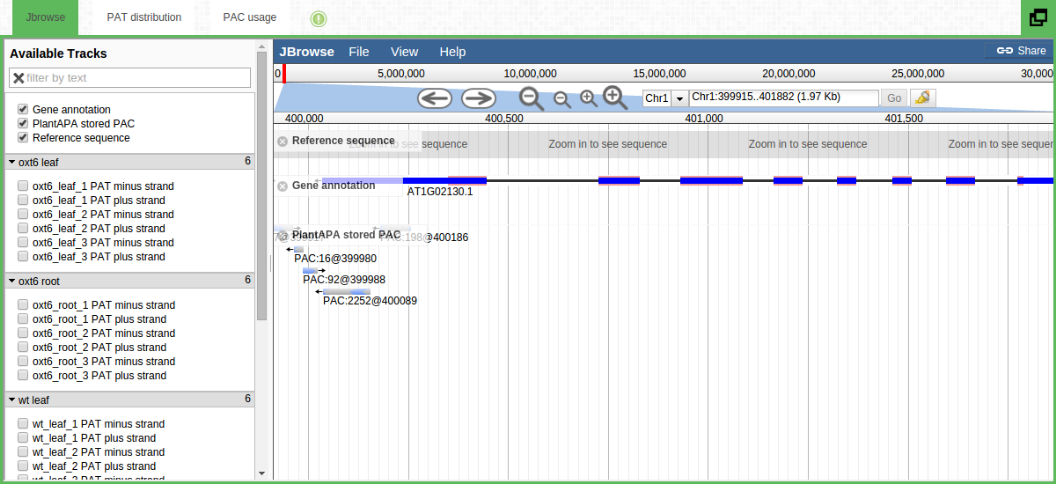 Jbrowse PAT distribution PAC usage
Available Tracks
filter by text
Gene annotation
PlantAPA stored PAC
Reference sequence
oxt6 leaf 6
oxt6_leaf_1 PAT minus strand
oxt6_leaf_1 PAT plus strand
oxt6_leaf_2 PAT minus strand
oxt6_leaf_2 PAT plus strand
oxt6_leaf_3 PAT minus strand
oxt6_leaf_3 PAT plus strand
oxt6 root 6
oxt6_root_1 PAT minus strand
oxt6_root_1 PAT plus strand
oxt6_root_2 PAT minus strand
oxt6_root_2 PAT plus strand
oxt6_root_3 PAT minus strand
oxt6_root_3 PAT plus strand
wt leaf 6
wt_leaf_1 PAT minus strand
wt_leaf_1 PAT plus strand
wt_leaf_2 PAT minus strand
wt_leaf_2 PAT plus strand
wt_leaf_3 PAT minus strand
JBrowse File View Help Share
0 5,000,000 10,000,000 15,000,000 20,000,000 25,000,000 30,000
Chr1 Chr1:399915..401882 (1.97 Kb) Go
400,000 400,500 401,000 401,500
Reference sequence
Zoom in to see sequence Zoom in to see sequence Zoom in to see sequence Zoom in to see sequen
Gene annotation
AT1G02130.1
PlantAPA stored PAC
PAC:198@400186
PAC:16@399980
PAC:92@399988
PAC:2252@400089